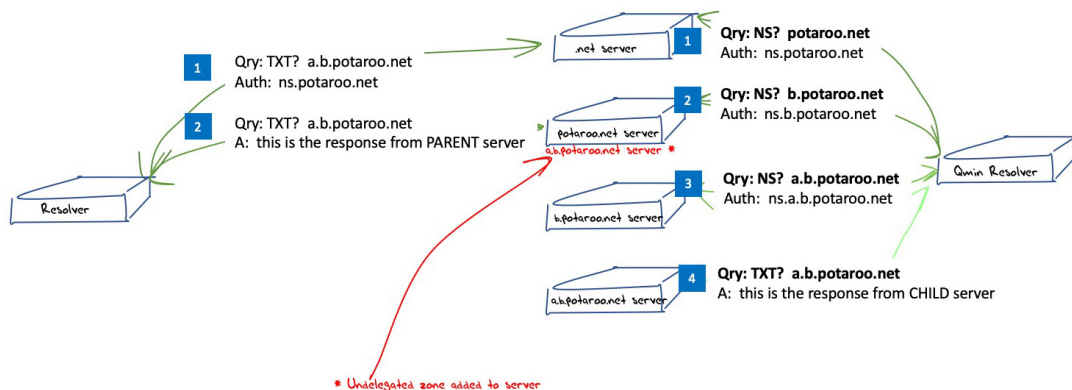 1
Qry: TXT?  a.b.potaroo.net
Auth:  ns.potaroo.net
2
Qry: TXT?  a.b.potaroo.net
A:  this is the response from PARENT server
Resolver
.net server
1
Qry: NS?  potaroo.net
Auth:  ns.potaroo.net
potaroo.net server
a.b.potaroo.net server *
2
Qry: NS?  b.potaroo.net
Auth:  ns.b.potaroo.net
b.potaroo.net server
3
Qry: NS?  a.b.potaroo.net
Auth:  ns.a.b.potaroo.net
a.b.potaroo.net server
4
Qry: TXT?  a.b.potaroo.net
A:  this is the response from CHILD server
Qmin Resolver
* Undelegated zone added to server